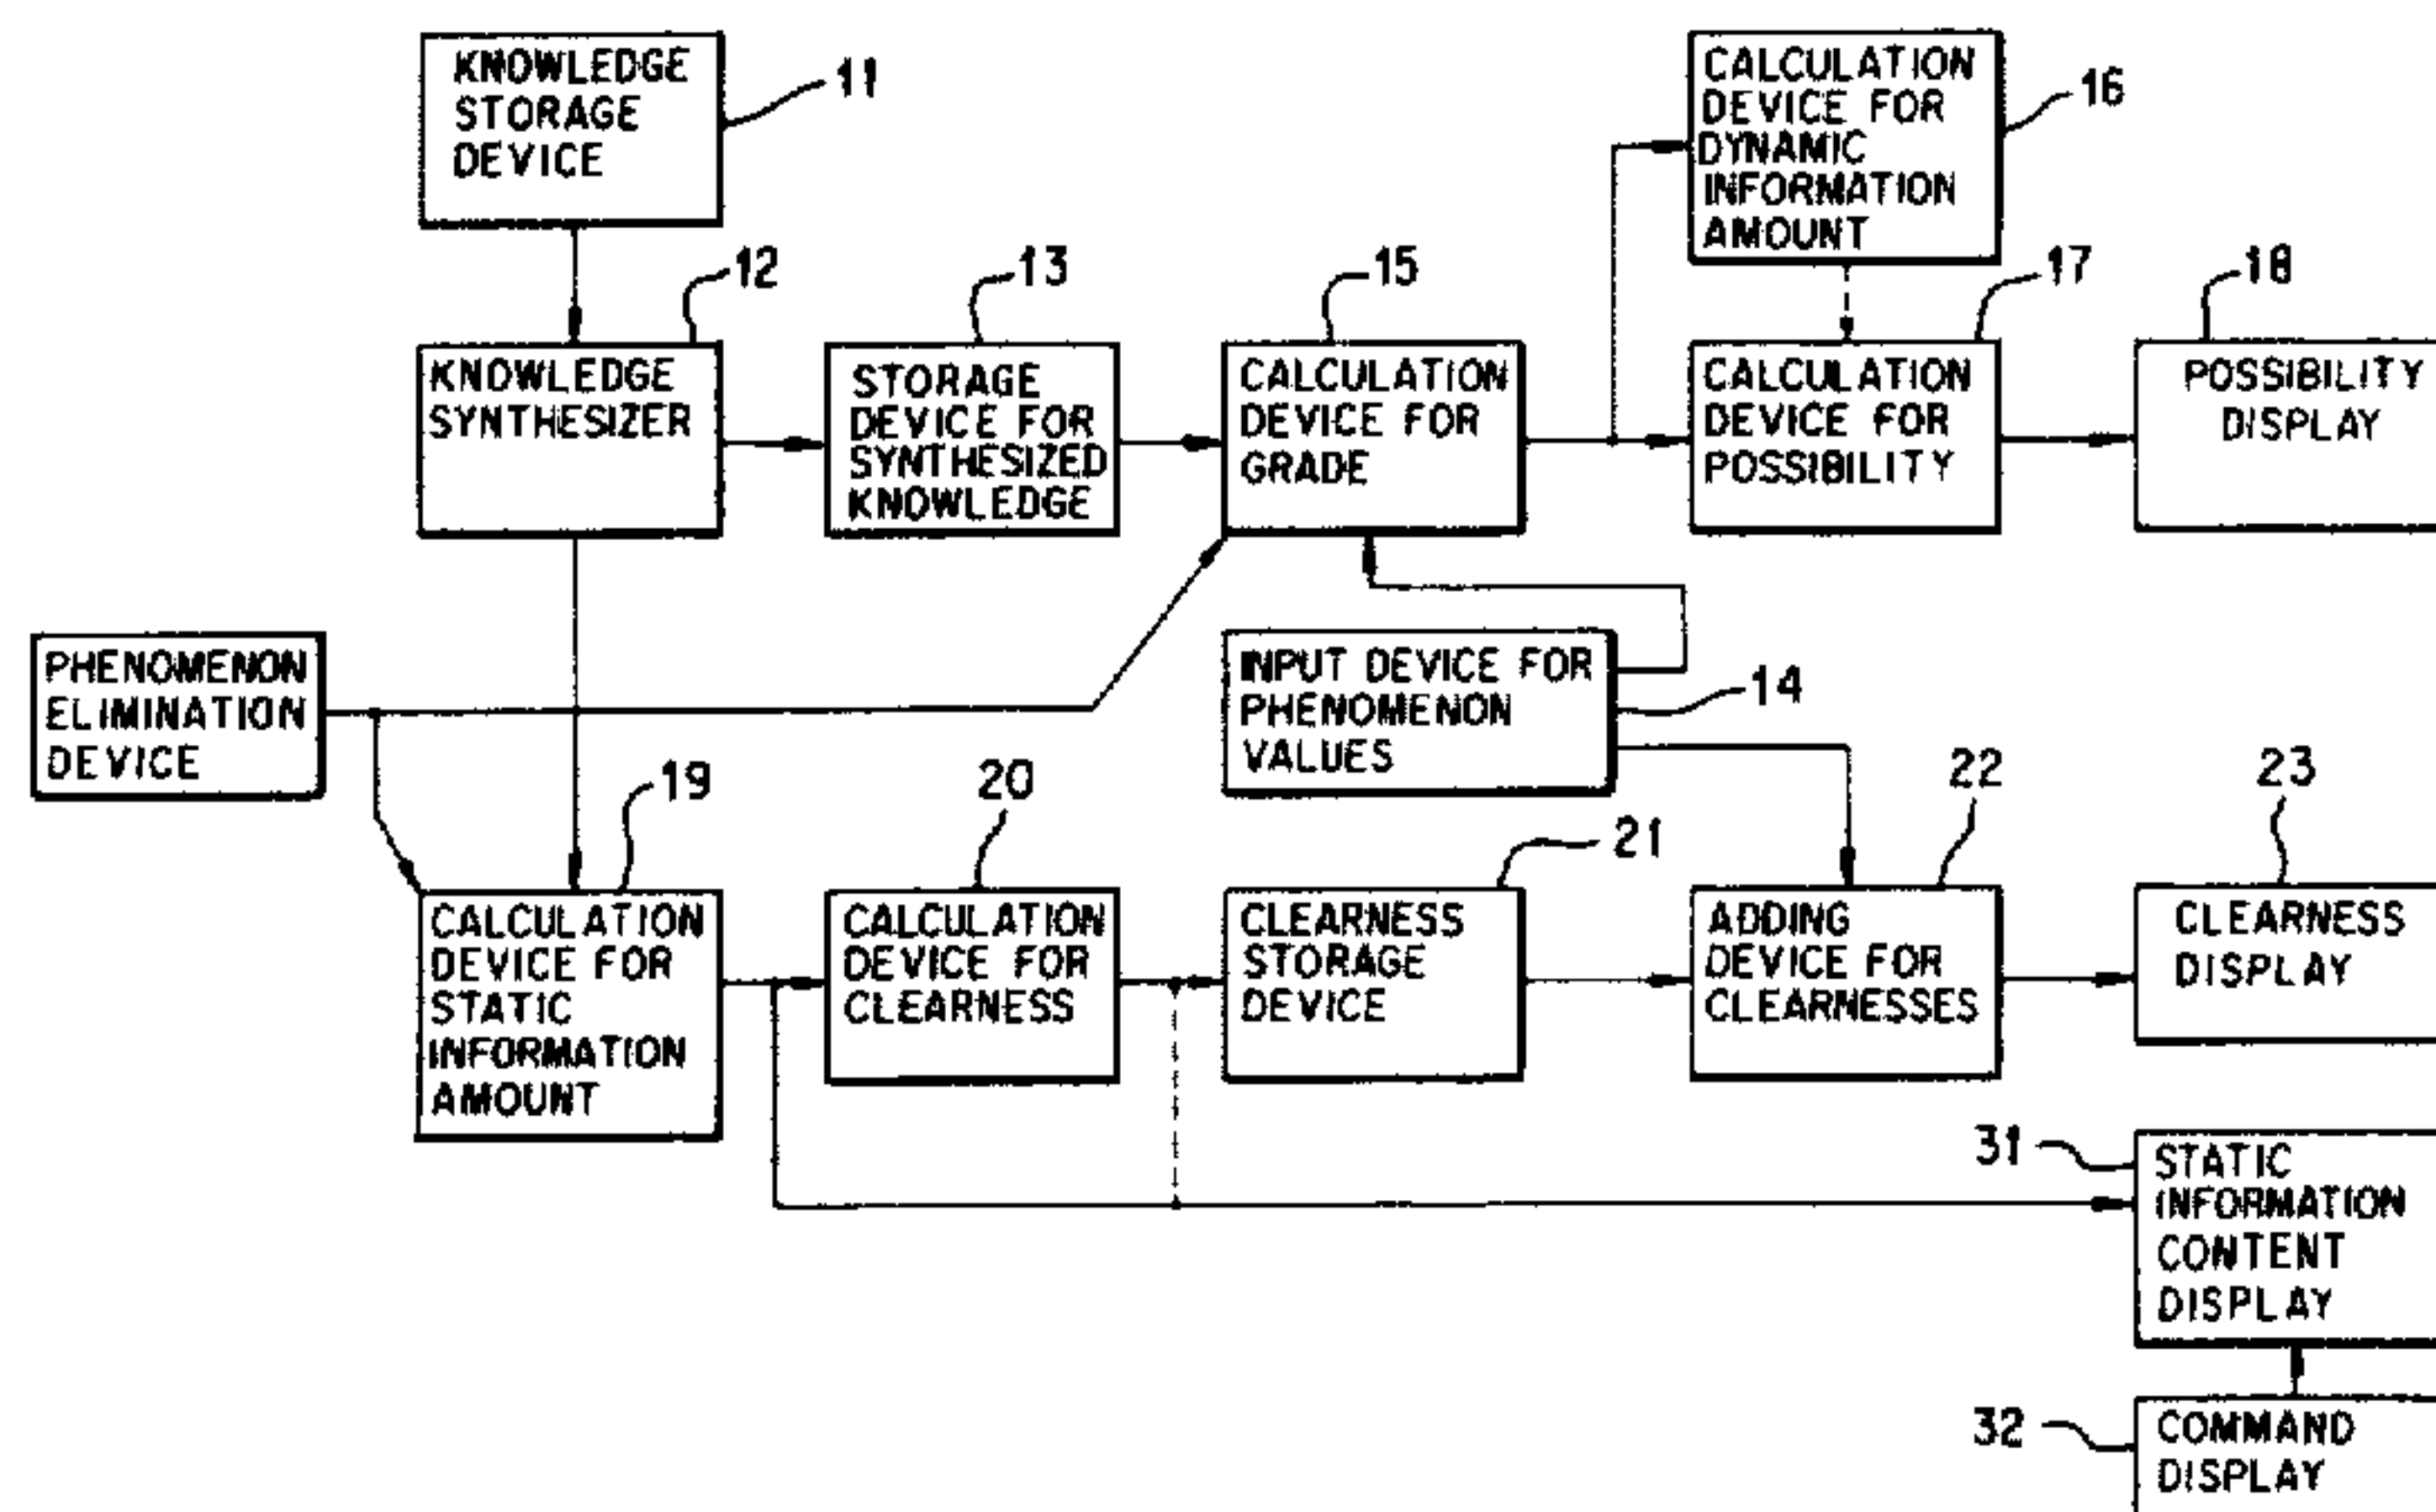 KNOWLEDGE
STORAGE
DEVICE
11
CALCULATION
DEVICE FOR
DYNAMIC
INFORMATION
AMOUNT
16
12
13
15
17
18
KNOWLEDGE
SYNTHESIZER
STORAGE
DEVICE FOR
SYNTHESIZED
KNOWLEDGE
CALCULATION
DEVICE FOR
GRADE
CALCULATION
DEVICE FOR
POSSIBILITY
POSSIBILITY
DISPLAY
PHENOMENON
ELIMINATION
DEVICE
INPUT DEVICE FOR
PHENOMENON
VALUES
14
19
20
21
22
23
CALCULATION
DEVICE FOR
STATIC
INFORMATION
AMOUNT
CALCULATION
DEVICE FOR
CLEARNESS
CLEARNESS
STORAGE
DEVICE
ADDING
DEVICE FOR
CLEARNESSES
CLEARNESS
DISPLAY
31
STATIC
INFORMATION
CONTENT
DISPLAY
32
COMMAND
DISPLAY